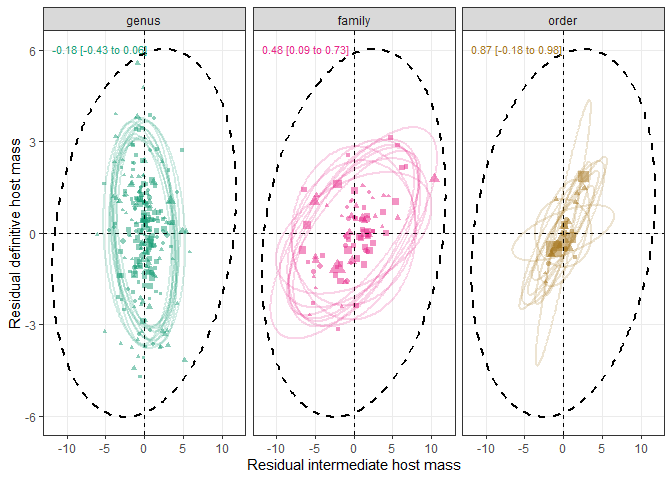 genus family order
-0.18 [-0.43 to 0.06] 0.48 [0.09 to 0.73] 0.87 [-0.18 to 0.98]
6
3
0
-3
-6
Residual definitive host mass
-10 -5 0 5 10 -10 -5 0 5 10 -10 -5 0 5 10
Residual intermediate host mass